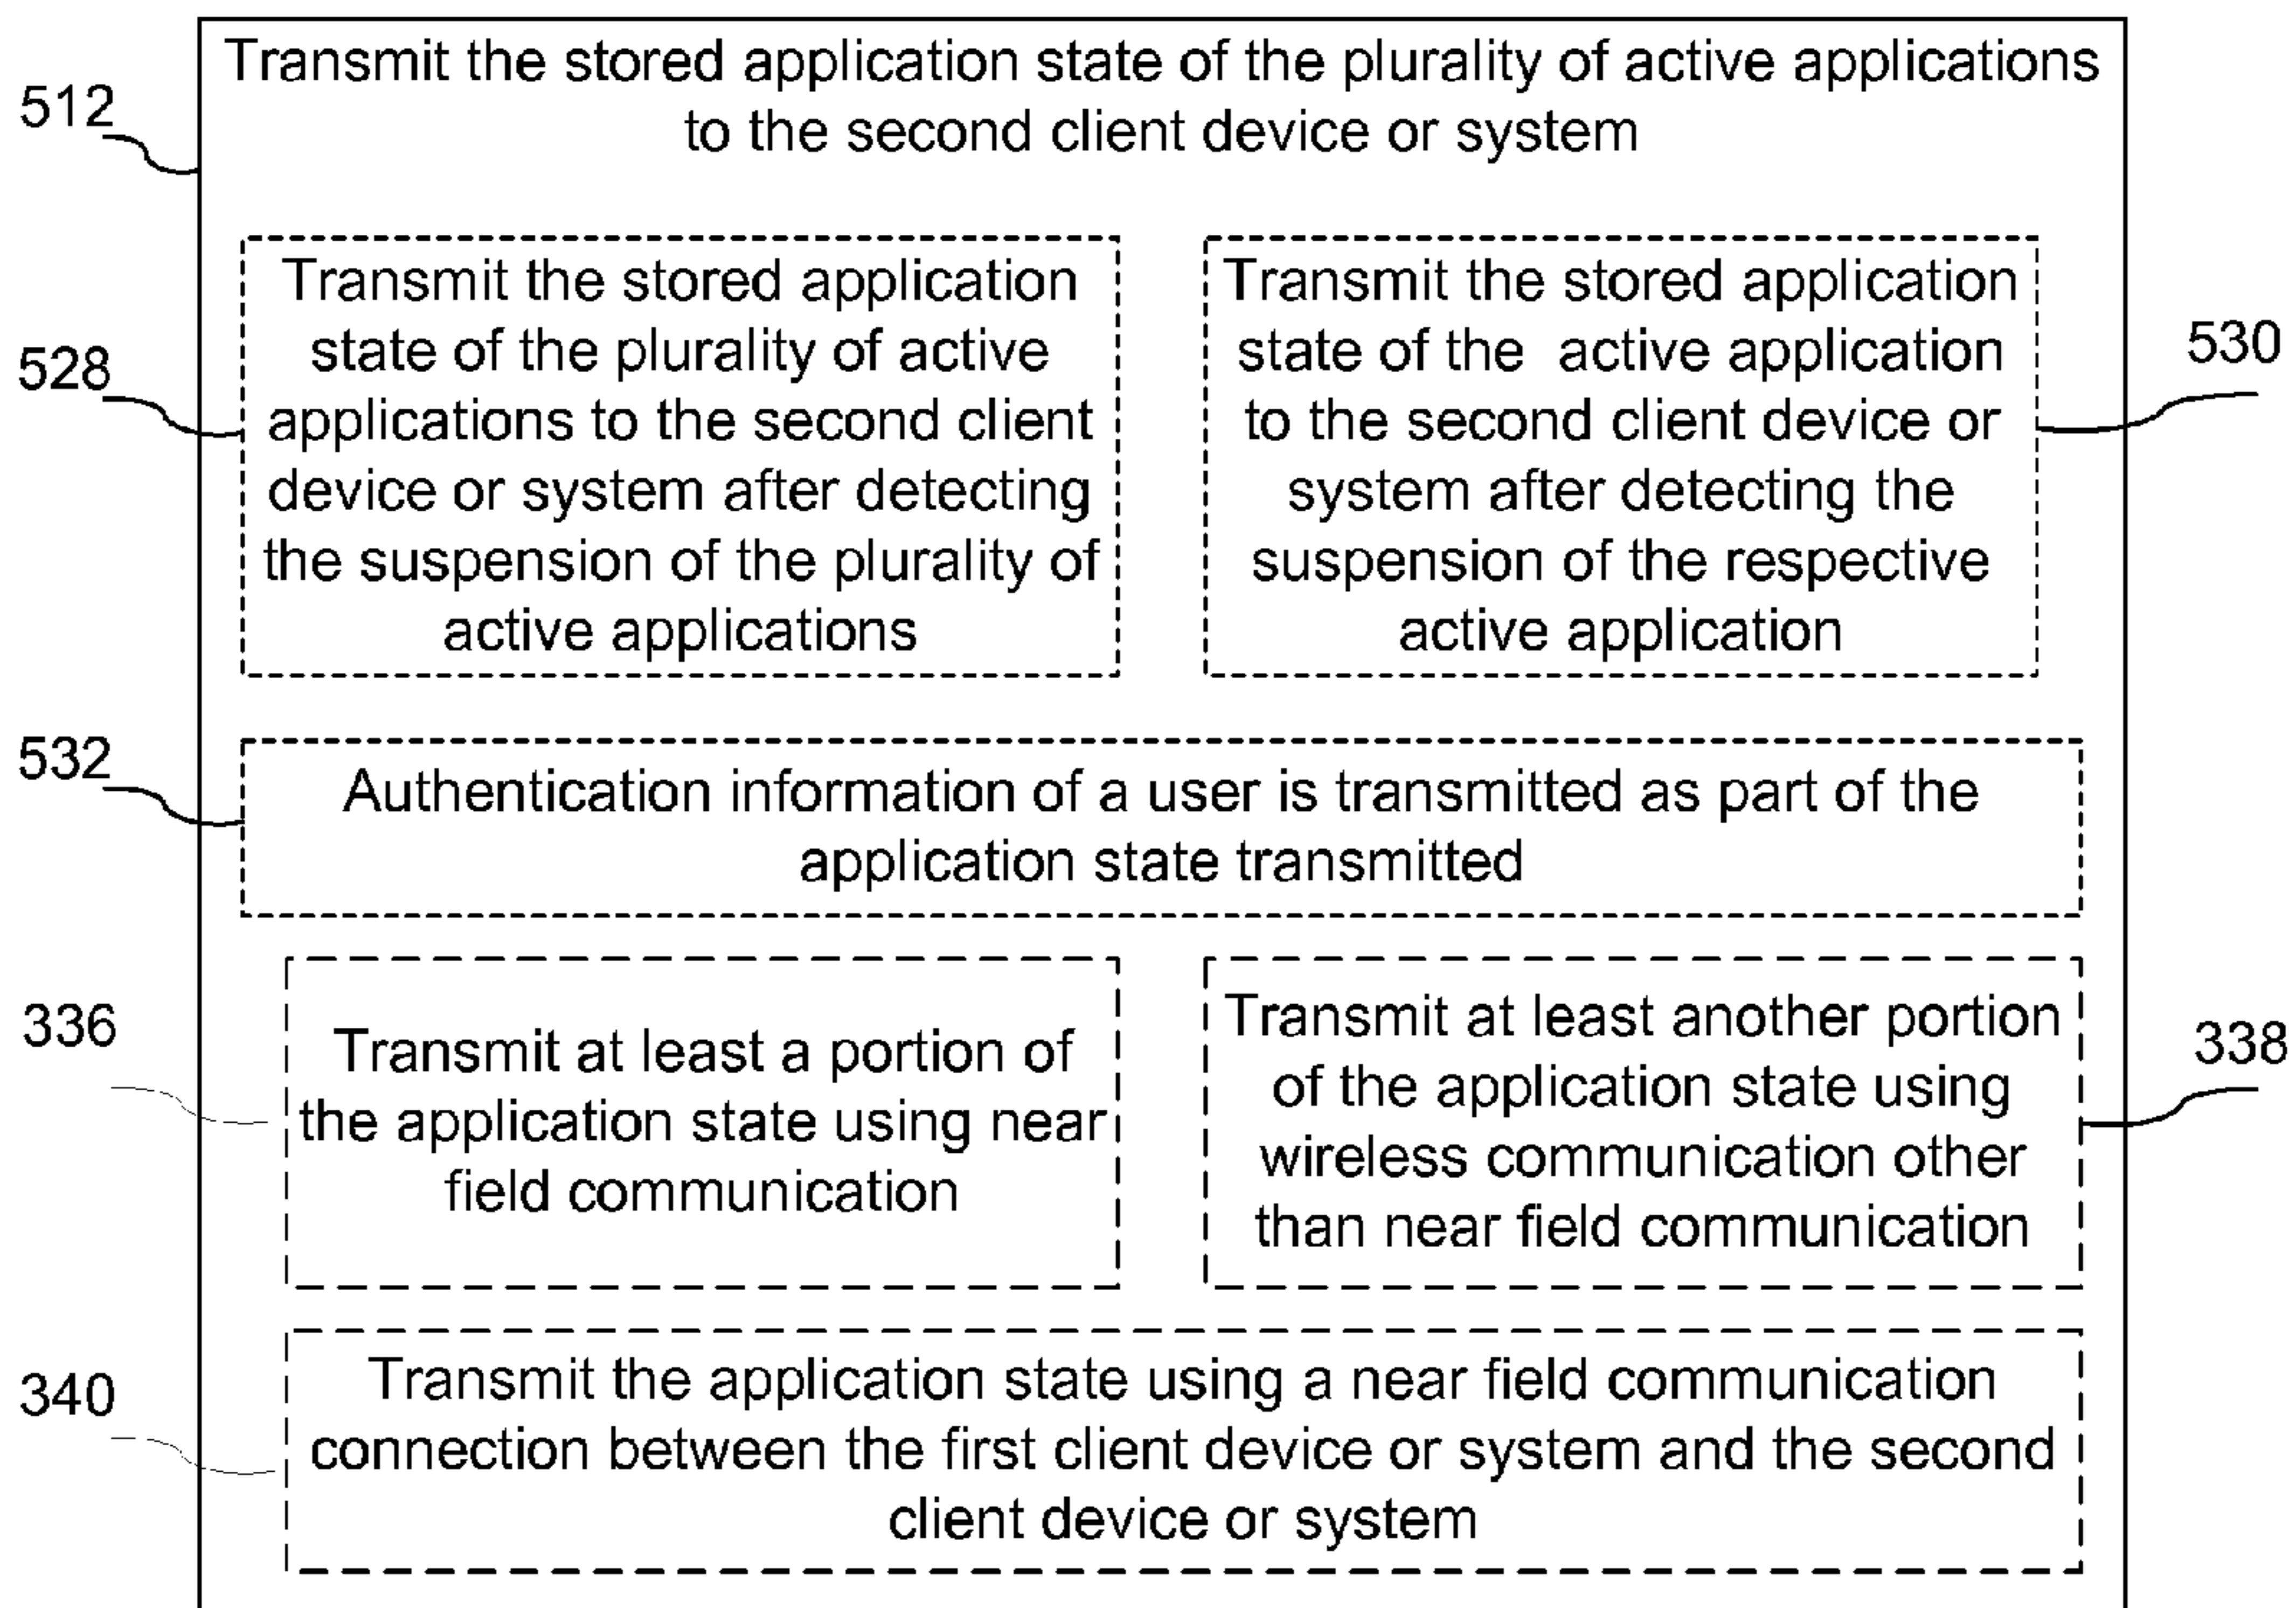 512
Transmit the stored application state of the plurality of active applications
to the second client device or system
528
Transmit the stored application
state of the plurality of active
applications to the second client
device or system after detecting
the suspension of the plurality of
active applications
530
Transmit the stored application
state of the  active application
to the second client device or
system after detecting the
suspension of the respective
active application
532
Authentication information of a user is transmitted as part of the
application state transmitted
336
Transmit at least a portion of
the application state using near
field communication
338
Transmit at least another portion
of the application state using
wireless communication other
than near field communication
340
Transmit the application state using a near field communication
connection between the first client device or system and the second
client device or system